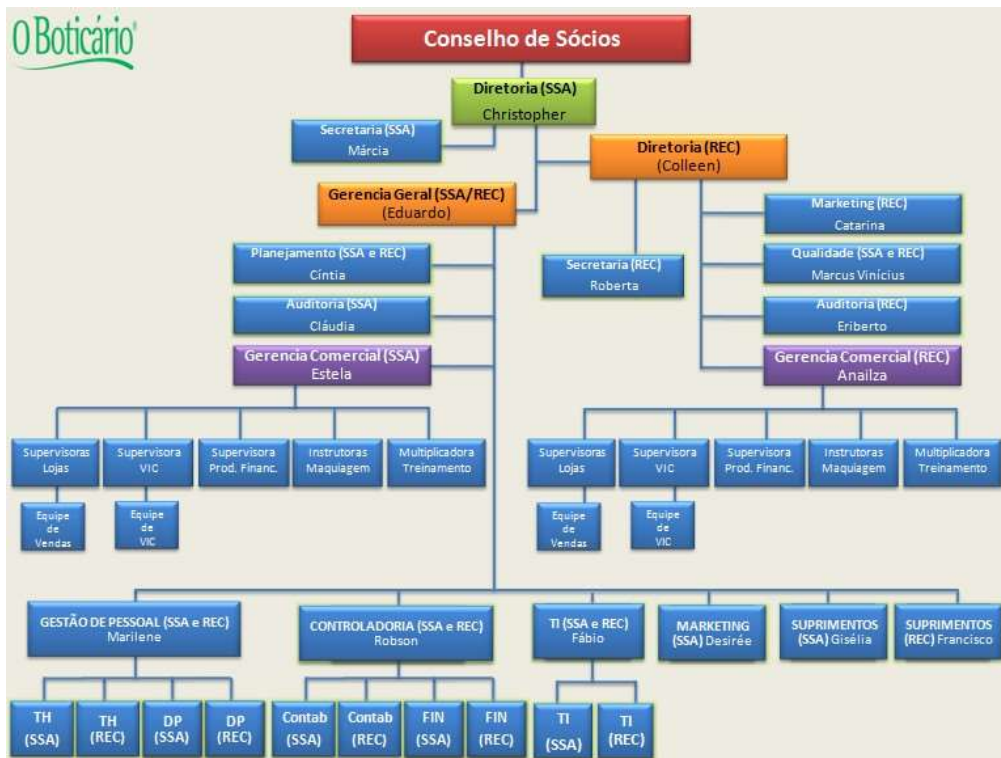 O Boticário
Conselho de Sócios
Diretoria (SSA)
Christopher
Secretaria (SSA)
Márcia
Diretoria (REC)
(Colleen)
Gerencia Geral (SSA/REC)
(Eduardo)
Marketing (REC)
Catarina
Planejamento (SSA e REC)
Cíntia
Secretaria (REC)
Roberta
Qualidade (SSA e REC)
Marcus Vinícius
Auditoria (SSA)
Cláudia
Auditoria (REC)
Eriberto
Gerencia Comercial (SSA)
Estela
Gerencia Comercial (REC)
Anailza
Supervisoras
Lojas
Supervisora
VIC
Supervisora
Prod. Financ.
Instrutoras
Maquiagem
Multiplicadora
Treinamento
Supervisoras
Lojas
Supervisora
VIC
Supervisora
Prod. Financ.
Instrutoras
Maquiagem
Multiplicadora
Treinamento
Equipe
de
Vendas
Equipe
de
VIC
Equipe
de
Vendas
Equipe
de
VIC
GESTÃO DE PESSOAL (SSA e REC)
Marilene
CONTROLADORIA (SSA e REC)
Robson
TI (SSA e REC)
Fábio
MARKETING
(SSA) Desirée
SUPRIMENTOS
(SSA) Gisélia
SUPRIMENTOS
(REC) Francisco
TH
(SSA)
TH
(REC)
DP
(SSA)
DP
(REC)
Contab
(SSA)
Contab
(REC)
FIN
(SSA)
FIN
(REC)
TI
(SSA)
TI
(REC)